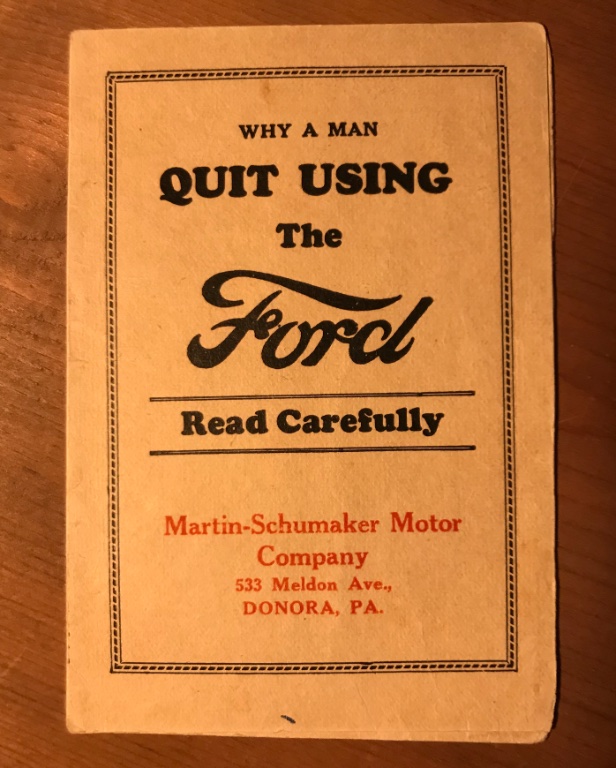 WHY A MAN
QUIT USING
The
Ford
Read Carefully
Martin-Schumaker Motor
Company
533 Meldon Ave.,
DONORA, PA.